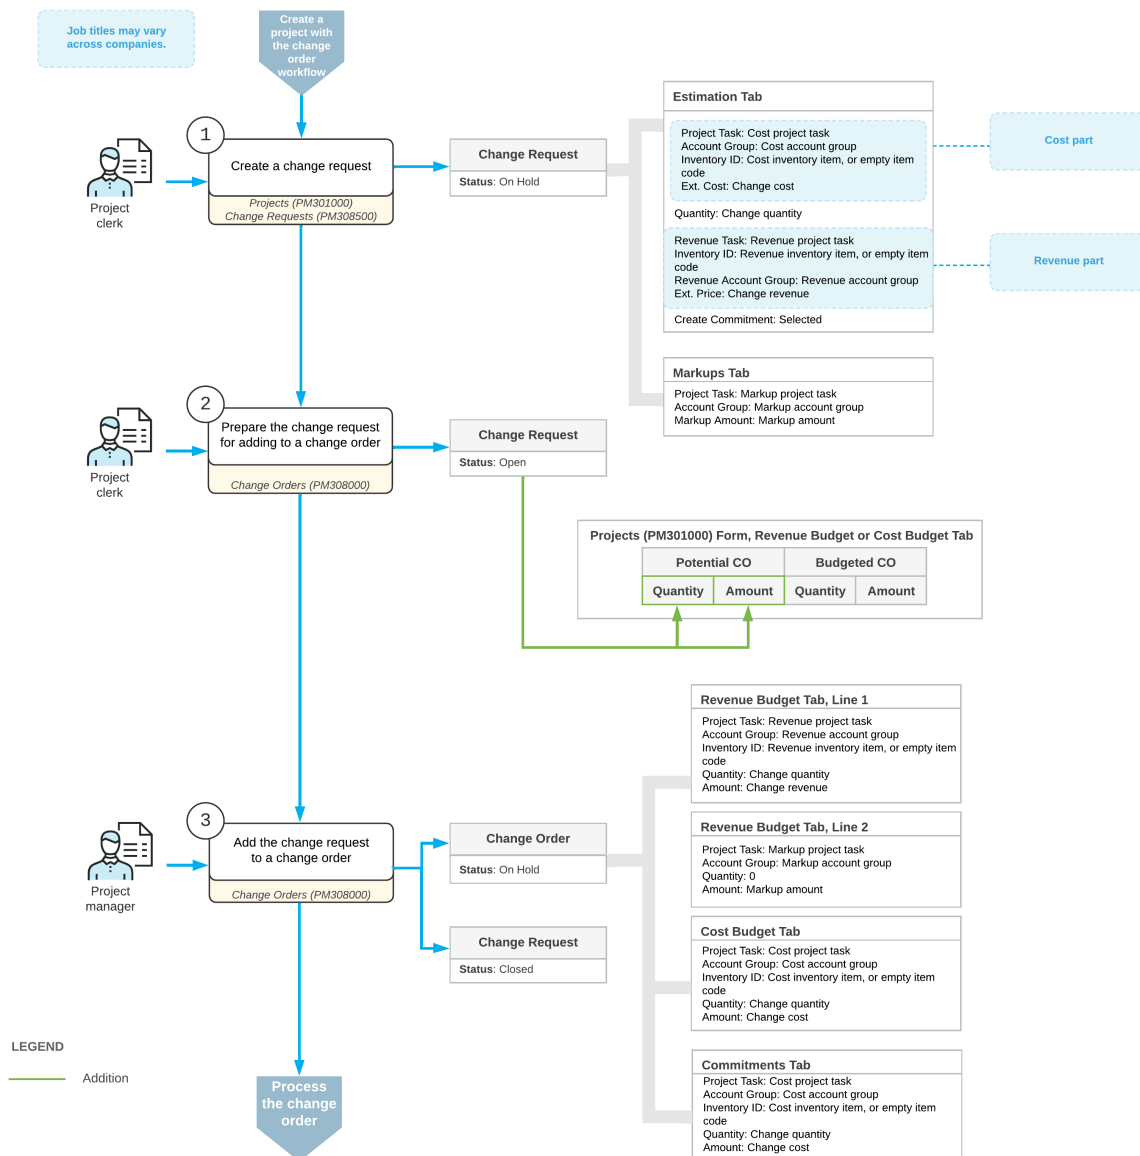 Job titles may vary
across companies.
Create a
project with
the change
order
workflow
1
Create a change request
Projects (PM301000)
Change Requests (PM308500)
Project
clerk
Change Request
Status: On Hold
Estimation Tab
Project Task: Cost project task
Account Group: Cost account group
Inventory ID: Cost inventory item, or empty item
code
Ext. Cost: Change cost
Quantity: Change quantity
Revenue Task: Revenue project task
Inventory ID: Revenue inventory item, or empty item
code
Revenue Account Group: Revenue account group
Ext. Price: Change revenue
Create Commitment: Selected
Cost part
Revenue part
Markups Tab
Project Task: Markup project task
Account Group: Markup account group
Markup Amount: Markup amount
2
Prepare the change request
for adding to a change order
Change Orders (PM308000)
Project
clerk
Change Request
Status: Open
Projects (PM301000) Form, Revenue Budget or Cost Budget Tab
Potential CO
Budgeted CO
Quantity
Amount
Quantity
Amount
3
Add the change request
to a change order
Change Orders (PM308000)
Project
manager
Change Order
Status: On Hold
Change Request
Status: Closed
Revenue Budget Tab, Line 1
Project Task: Revenue project task
Account Group: Revenue account group
Inventory ID: Revenue inventory item, or empty item
code
Quantity: Change quantity
Amount: Change revenue
Revenue Budget Tab, Line 2
Project Task: Markup project task
Account Group: Markup account group
Quantity: 0
Amount: Markup amount
Cost Budget Tab
Project Task: Cost project task
Account Group: Cost account group
Inventory ID: Cost inventory item, or empty item
code
Quantity: Change quantity
Amount: Change cost
Commitments Tab
Project Task: Cost project task
Account Group: Cost account group
Inventory ID: Cost inventory item, or empty item
code
Quantity: Change quantity
Amount: Change cost
LEGEND
Addition
Process
the change
order